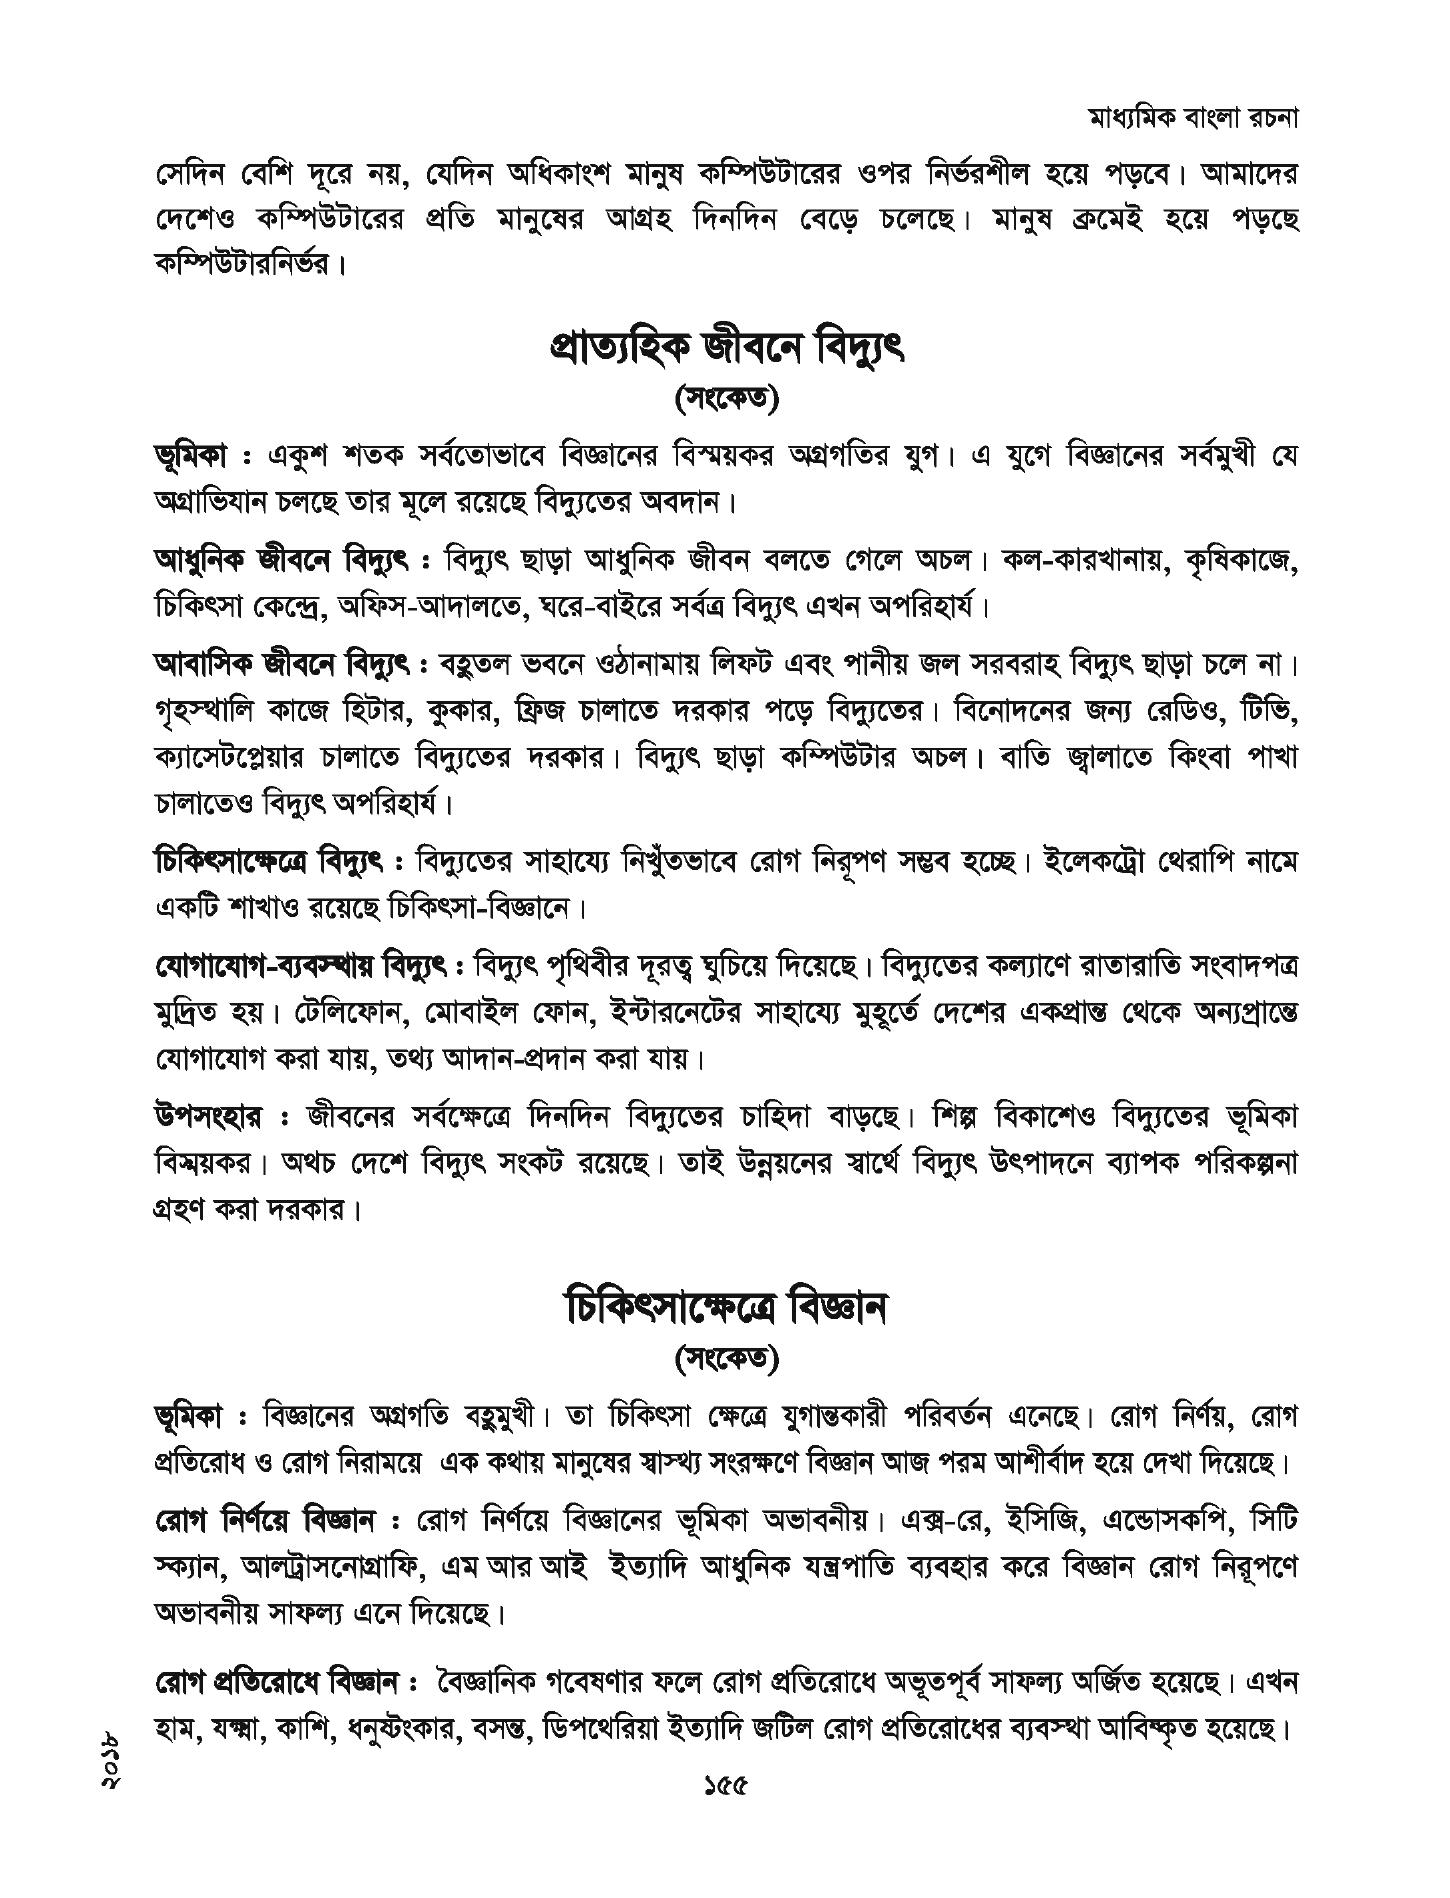 মাধ্যমিক বাংলা রচনা
সেদিন বেশি দূরে নয়, যেদিন অধিকাংশ মানুষ কম্পিউটারের ওপর নির্ভরশীল হয়ে পড়বে। আমাদের
দেশেও কম্পিউটারের প্রতি মানুষের আগ্রহ দিনদিন বেড়ে চলেছে। মানুষ ক্রমেই হয়ে পড়ছে
কম্পিউটারনির্ভর।
প্রাত্যহিক জীবনে বিদ্যুৎ
(সংকেত)
ভূমিকা : একুশ শতক সর্বতোভাবে বিজ্ঞানের বিস্ময়কর অগ্রগতির যুগ। এ যুগে বিজ্ঞানের সর্বমুখী যে
অগ্রাভিযান চলছে তার মূলে রয়েছে বিদ্যুতের অবদান।
আধুনিক জীবনে বিদ্যুৎ : বিদ্যুৎ ছাড়া আধুনিক জীবন বলতে গেলে অচল। কল-কারখানায়, কৃষিকাজে,
চিকিৎসা কেন্দ্রে, অফিস-আদালতে, ঘরে-বাইরে সর্বত্র বিদ্যুৎ এখন অপরিহার্য।
আবাসিক জীবনে বিদ্যুৎ : বহুতল ভবনে ওঠানামায় লিফট এবং পানীয় জল সরবরাহ বিদ্যুৎ ছাড়া চলে না।
গৃহস্থালি কাজে হিটার, কুকার, ফ্রিজ চালাতে দরকার পড়ে বিদ্যুতের। বিনোদনের জন্য রেডিও, টিভি,
ক্যাসেটপ্লেয়ার চালাতে বিদ্যুতের দরকার। বিদ্যুৎ ছাড়া কম্পিউটার অচল। বাতি জ্বালাতে কিংবা পাখা
চালাতেও বিদ্যুৎ অপরিহার্য।
চিকিৎসাক্ষেত্রে বিদ্যুৎ : বিদ্যুতের সাহায্যে নিখুঁতভাবে রোগ নিরূপণ সম্ভব হচ্ছে। ইলেকট্রো থেরাপি নামে
একটি শাখাও রয়েছে চিকিৎসা-বিজ্ঞানে।
যোগাযোগ-ব্যবস্থায় বিদ্যুৎ : বিদ্যুৎ পৃথিবীর দূরত্ব ঘুচিয়ে দিয়েছে। বিদ্যুতের কল্যাণে রাতারাতি সংবাদপত্র
মুদ্রিত হয়। টেলিফোন, মোবাইল ফোন, ইন্টারনেটের সাহায্যে মুহূর্তে দেশের একপ্রান্ত থেকে অন্যপ্রান্তে
যোগাযোগ করা যায়, তথ্য আদান-প্রদান করা যায়।
উপসংহার : জীবনের সর্বক্ষেত্রে দিনদিন বিদ্যুতের চাহিদা বাড়ছে। শিল্প বিকাশেও বিদ্যুতের ভূমিকা
বিস্ময়কর। অথচ দেশে বিদ্যুৎ সংকট রয়েছে। তাই উন্নয়নের স্বার্থে বিদ্যুৎ উৎপাদনে ব্যাপক পরিকল্পনা
গ্রহণ করা দরকার।
চিকিৎসাক্ষেত্রে বিজ্ঞান
(সংকেত)
ভূমিকা : বিজ্ঞানের অগ্রগতি বহুমুখী। তা চিকিৎসা ক্ষেত্রে যুগান্তকারী পরিবর্তন এনেছে। রোগ নির্ণয়, রোগ
প্রতিরোধ ও রোগ নিরাময়ে এক কথায় মানুষের স্বাস্থ্য সংরক্ষণে বিজ্ঞান আজ পরম আশীর্বাদ হয়ে দেখা দিয়েছে।
রোগ নির্ণয়ে বিজ্ঞান : রোগ নির্ণয়ে বিজ্ঞানের ভূমিকা অভাবনীয়। এক্স-রে, ইসিজি, এন্ডোসকপি, সিটি
স্ক্যান, আলট্রাসনোগ্রাফি, এম আর আই ইত্যাদি আধুনিক যন্ত্রপাতি ব্যবহার করে বিজ্ঞান রোগ নিরূপণে
অভাবনীয় সাফল্য এনে দিয়েছে।
রোগ প্রতিরোধে বিজ্ঞান : বৈজ্ঞানিক গবেষণার ফলে রোগ প্রতিরোধে অভূতপূর্ব সাফল্য অর্জিত হয়েছে। এখন
হাম, যক্ষ্মা, কাশি, ধনুষ্টংকার, বসন্ত, ডিপথেরিয়া ইত্যাদি জটিল রোগ প্রতিরোধের ব্যবস্থা আবিষ্কৃত হয়েছে।
২০১৮
১৫৫